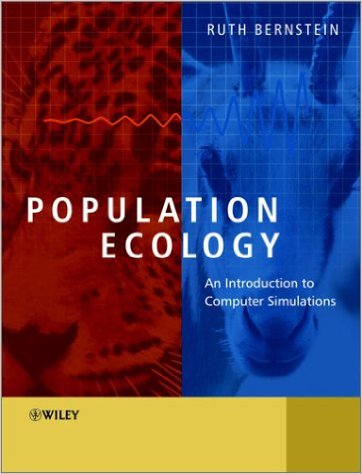 RUTH BERNSTEIN
POPULATION
ECOLOGY
An Introduction to
Computer Simulations
WILEY